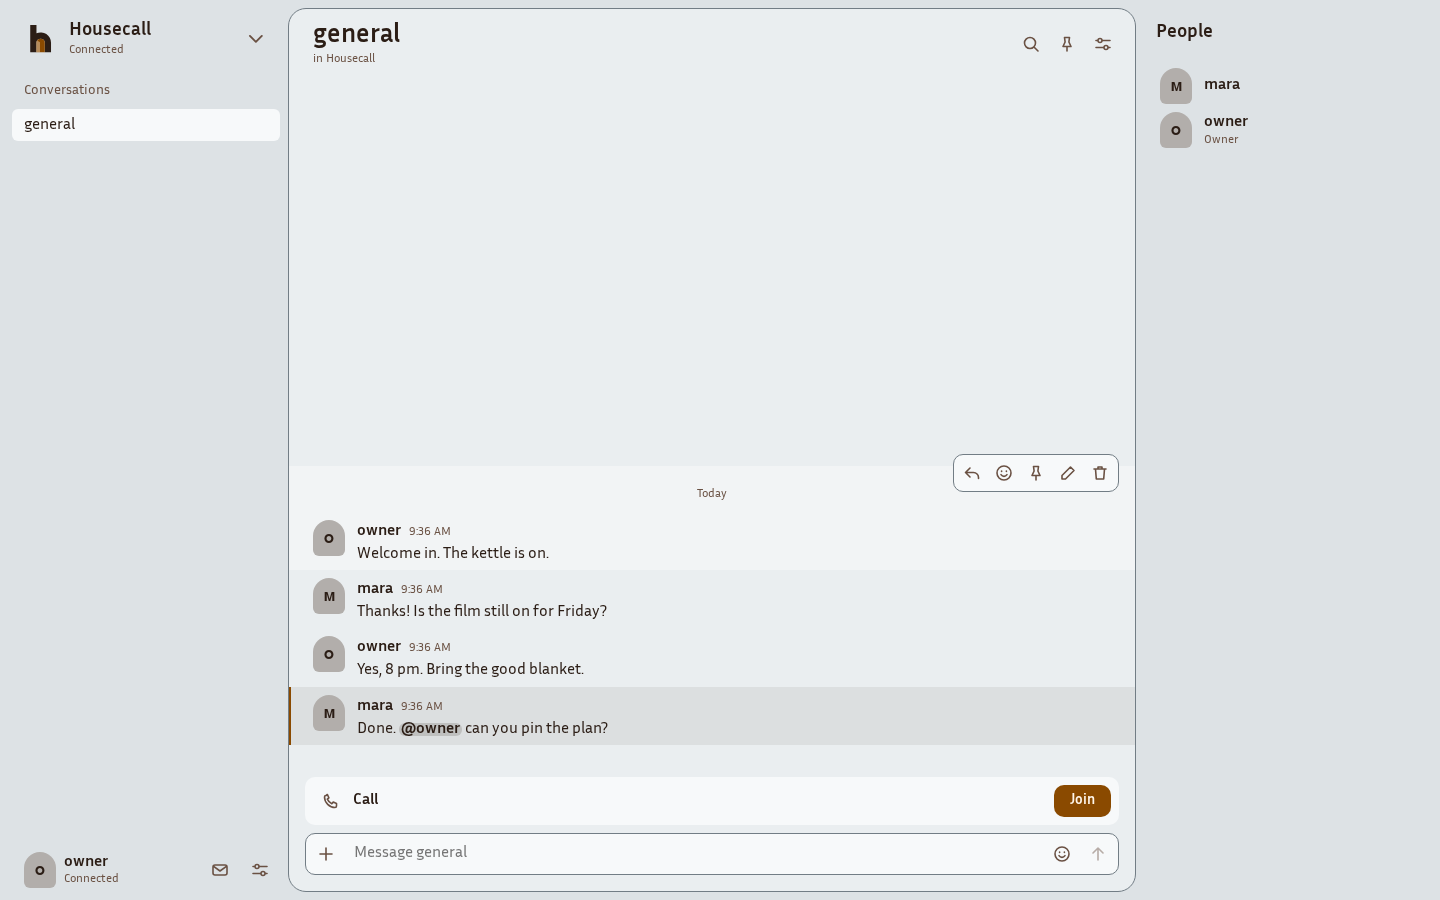 Housecall
Connected
Conversations
general
general
in Housecall
Today
O
owner 9:36 AM
Welcome in. The kettle is on.
M
mara 9:36 AM
Thanks! Is the film still on for Friday?
O
owner 9:36 AM
Yes, 8 pm. Bring the good blanket.
M
mara 9:36 AM
Done. @owner can you pin the plan?
Call
Join
Message general
People
M
mara
O
owner
Owner
O
owner
Connected